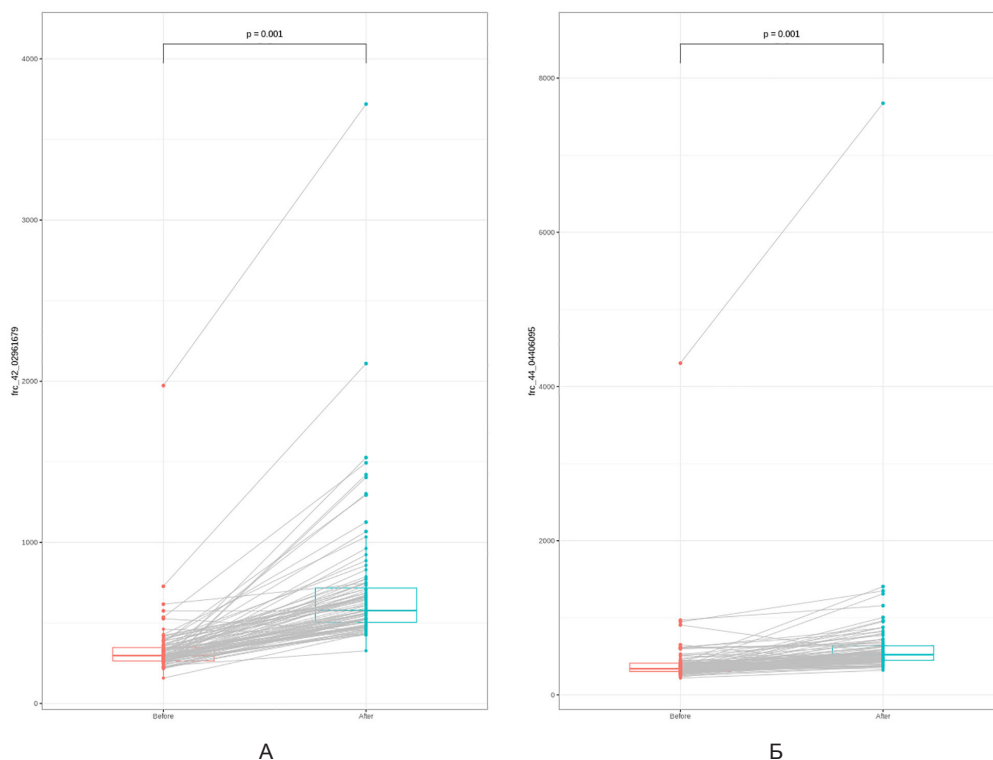 p = 0.001
4000
3000
2000
1000
0
frc_42_02961679
Before
After
А
p = 0.001
8000
6000
4000
2000
0
frc_44_04406095
Before
After
Б